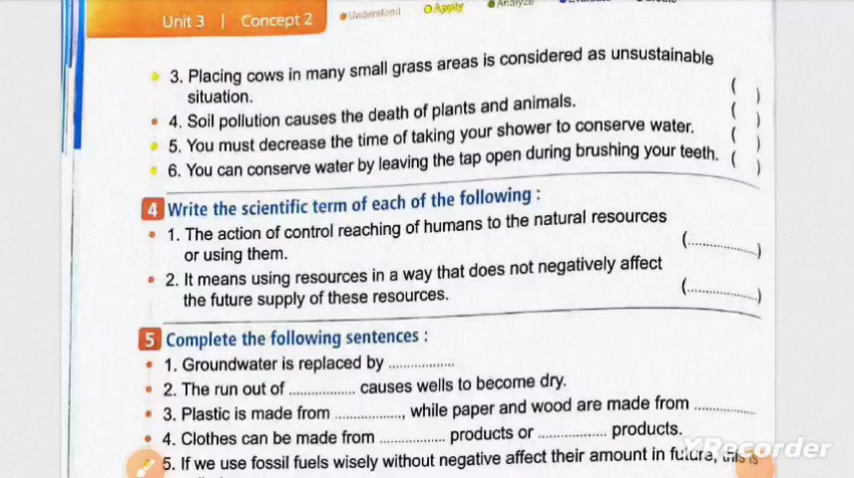 Unit 3 | Concept 2 Understand Apply Analyze
3. Placing cows in many small grass areas is considered as unsustainable
situation. ( )
4. Soil pollution causes the death of plants and animals. ( )
5. You must decrease the time of taking your shower to conserve water. ( )
6. You can conserve water by leaving the tap open during brushing your teeth. ( )
4 Write the scientific term of each of the following :
1. The action of control reaching of humans to the natural resources
or using them. (................)
2. It means using resources in a way that does not negatively affect
the future supply of these resources. (................)
5 Complete the following sentences :
1. Groundwater is replaced by ................
2. The run out of ................ causes wells to become dry.
3. Plastic is made from ................, while paper and wood are made from ................
4. Clothes can be made from ................ products or ................ products.
XRecorder
5. If we use fossil fuels wisely without negative affect their amount in future, this is